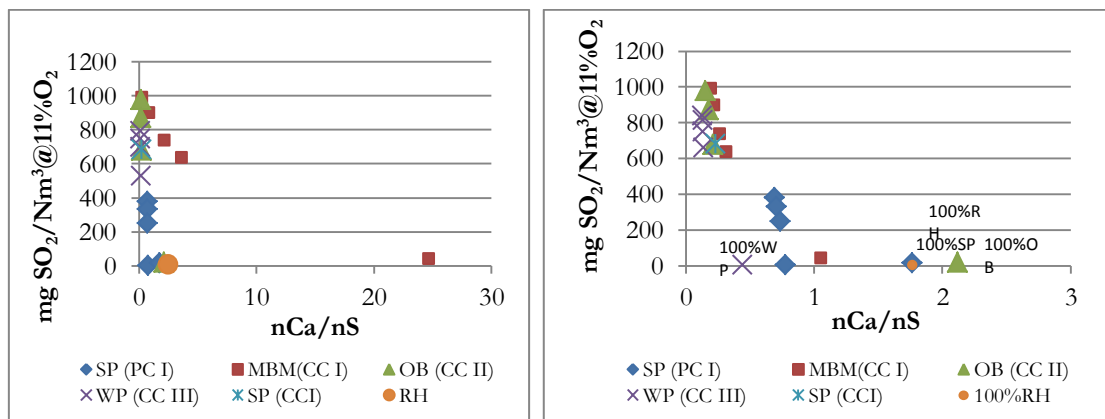 mg SO₂/Nm³@11%O₂
1200
1000
800
600
400
200
0
0 10 20 30
nCa/nS
SP (PC I) MBM(CC I) OB (CC II)
WP (CC III) SP (CCI) RH
mg SO₂/Nm³@11%O₂
1200
1000
800
600
400
200
0
100%R
H
100%W
P
100%SP
100%O
B
0 1 2 3
nCa/nS
SP (PC I) MBM(CC I) OB (CC II)
WP (CC III) SP (CCI) 100%RH